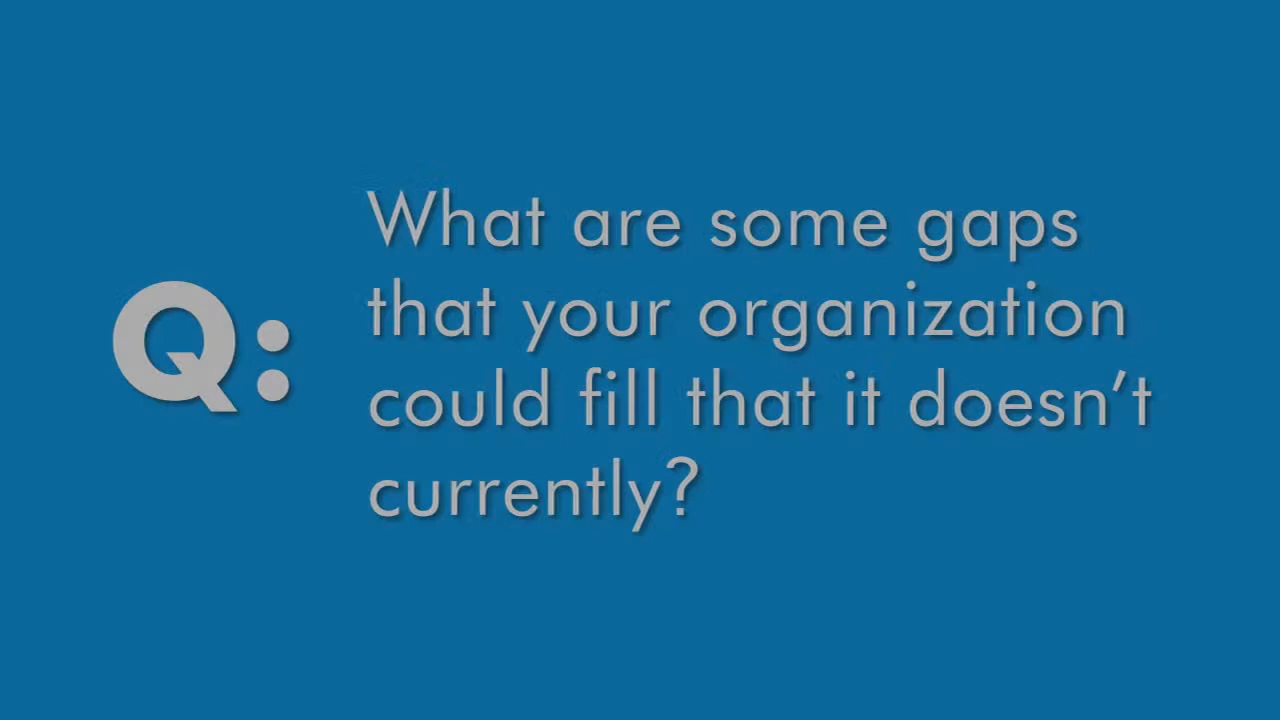 Q:
What are some gaps
that your organization
could fill that it doesn’t
currently?